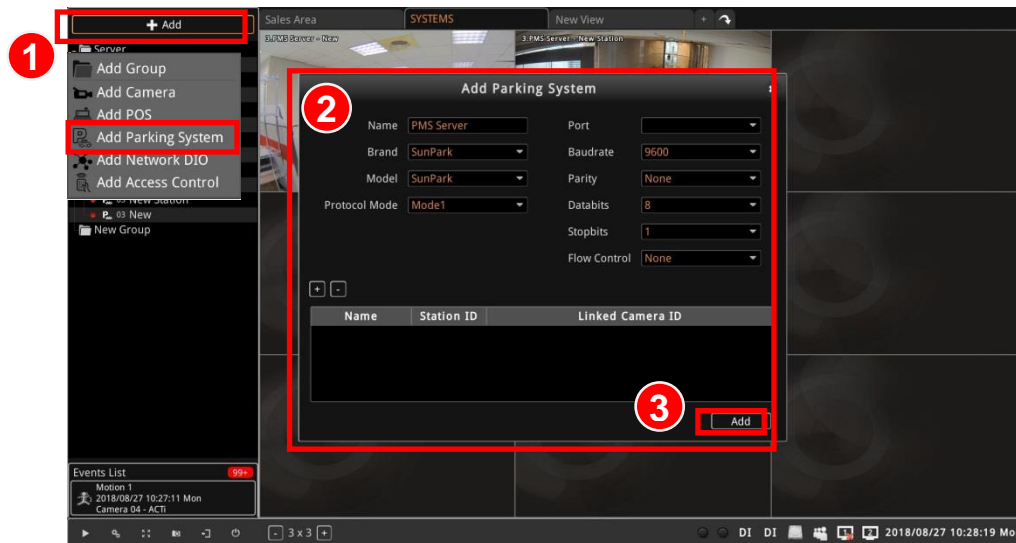 + Add
Sales Area
SYSTEMS
New View
+
1
Server
3.PMS Server - New
3.PMS Server - New Station
Add Group
Add Camera
Add POS
Add Parking System
Add Network DIO
Add Access Control
03 New Station
03 New
New Group
2
Add Parking System
Name PMS Server Port
Brand SunPark Baudrate 9600
Model SunPark Parity None
Protocol Mode Mode1 Databits 8
Stopbits 1
Flow Control None
+ -
Name Station ID Linked Camera ID
3
Add
Events List 99+
Motion 1
2018/08/27 10:27:11 Mon
Camera 04 - ACTi
- 3 x 3 + DI DI 1 2 2018/08/27 10:28:19 Mo